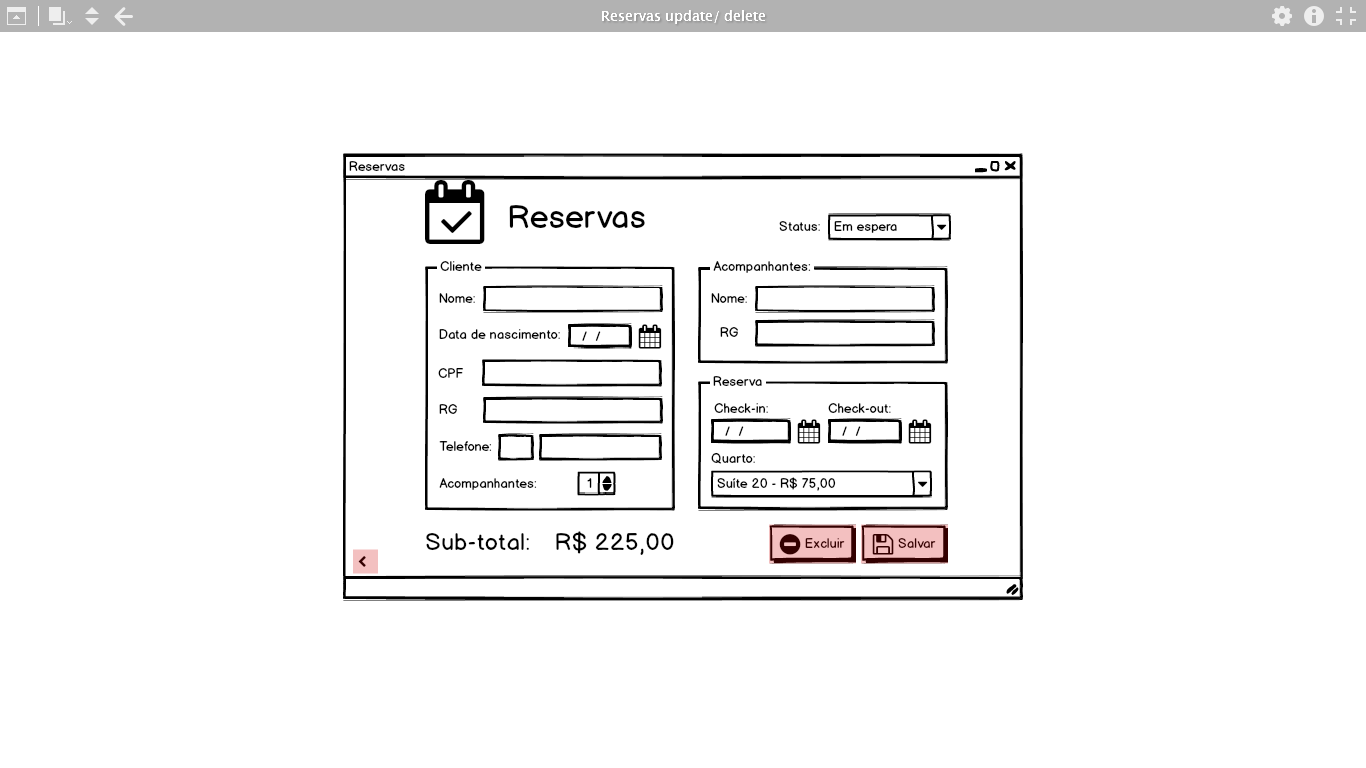 Reservas update/ delete
Reservas
Reservas
Status: Em espera
Cliente
Nome:
Data de nascimento: / /
CPF
RG
Telefone:
Acompanhantes: 1
Acompanhantes:
Nome:
RG
Reserva
Check-in: Check-out:
/ / / /
Quarto:
Suíte 20 - R$ 75,00
Sub-total: R$ 225,00
Excluir Salvar